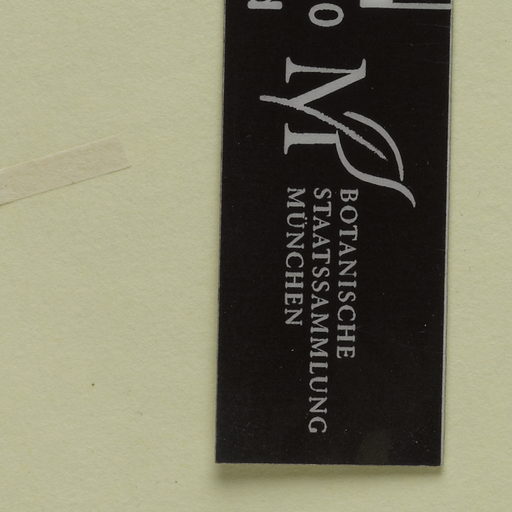 M
BOTANISCHE
STAATSSAMMLUNG
MÜNCHEN